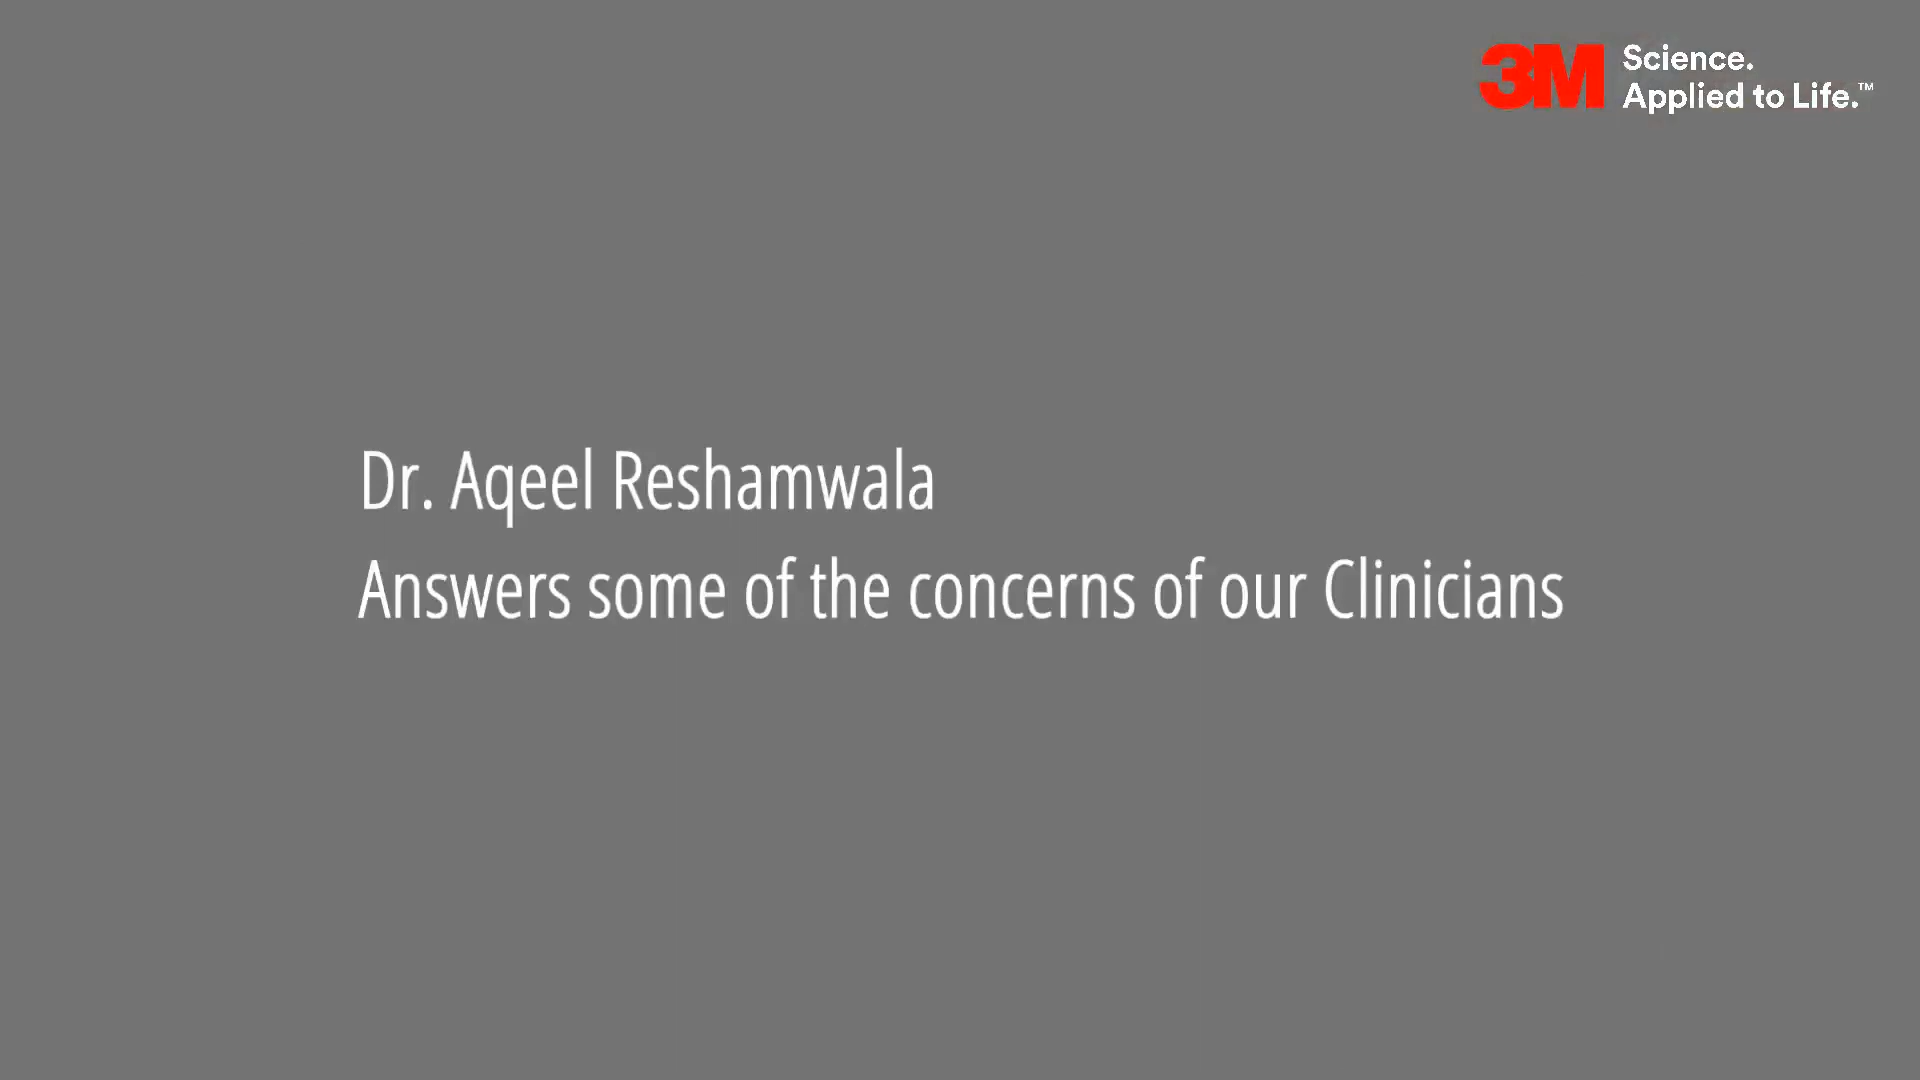 3M Science.
Applied to Life.™
Dr. Aqeel Reshamwala
Answers some of the concerns of our Clinicians